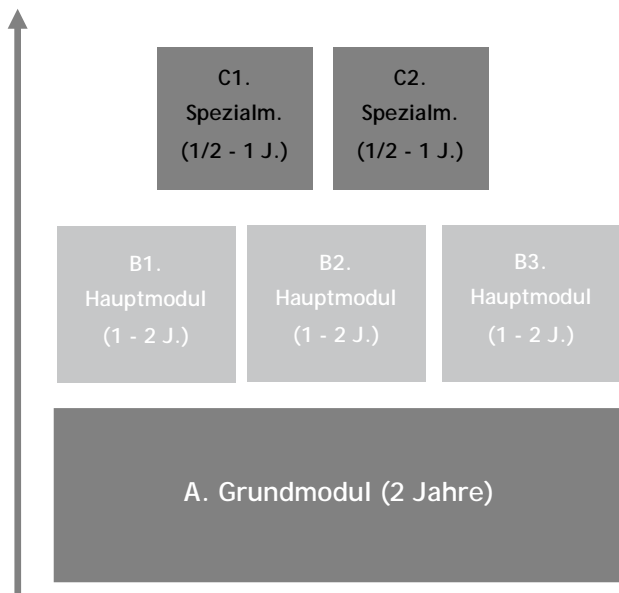 C1.
Spezialm.
(1/2 - 1 J.)
C2.
Spezialm.
(1/2 - 1 J.)
B1.
Hauptmodul
(1 - 2 J.)
B2.
Hauptmodul
(1 - 2 J.)
B3.
Hauptmodul
(1 - 2 J.)
A. Grundmodul (2 Jahre)